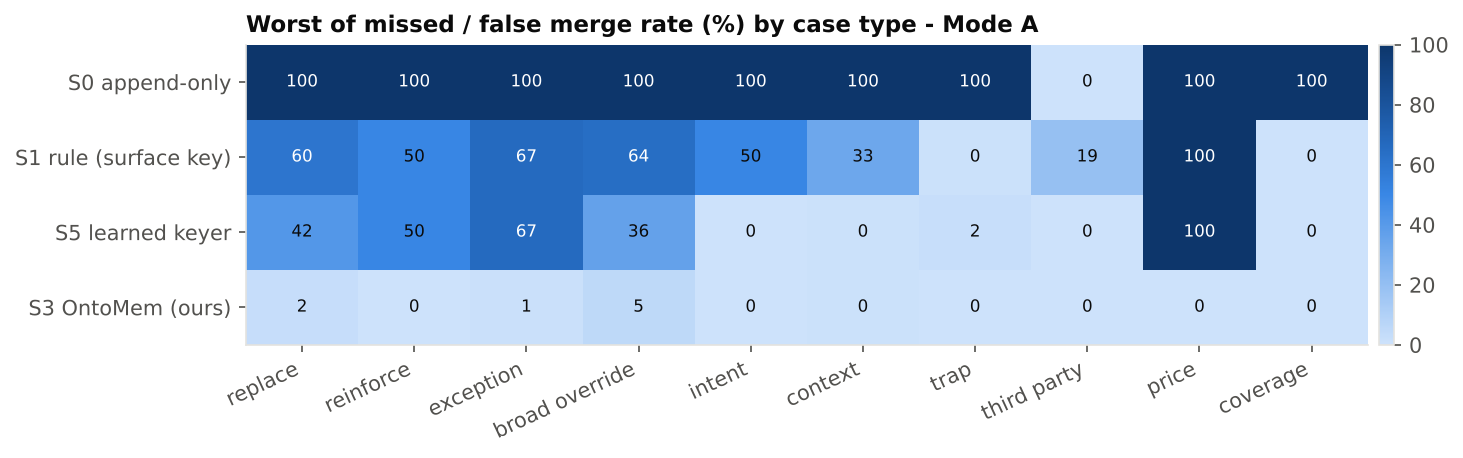 Worst of missed / false merge rate (%) by case type - Mode A
S0 append-only 100 100 100 100 100 100 100 0 100 100
S1 rule (surface key) 60 50 67 64 50 33 0 19 100 0
S5 learned keyer 42 50 67 36 0 0 2 0 100 0
S3 OntoMem (ours) 2 0 1 5 0 0 0 0 0 0
replace reinforce exception broad override intent context trap third party price coverage
100
80
60
40
20
0